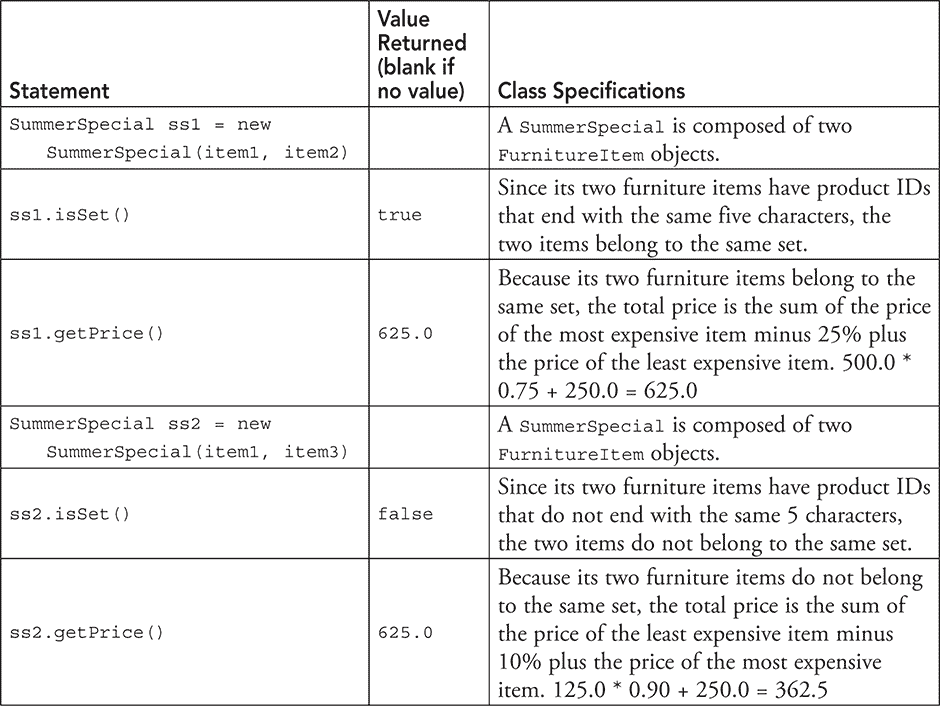 Statement
Value
Returned
(blank if
no value)
Class Specifications
SummerSpecial ss1 = new
SummerSpecial(item1, item2)
A SummerSpecial is composed of two
FurnitureItem objects.
ss1.isSet()
true
Since its two furniture items have product IDs
that end with the same five characters, the
two items belong to the same set.
ss1.getPrice()
625.0
Because its two furniture items belong to the
same set, the total price is the sum of the price
of the most expensive item minus 25% plus
the price of the least expensive item. 500.0 *
0.75 + 250.0 = 625.0
SummerSpecial ss2 = new
SummerSpecial(item1, item3)
A SummerSpecial is composed of two
FurnitureItem objects.
ss2.isSet()
false
Since its two furniture items have product IDs
that do not end with the same 5 characters,
the two items do not belong to the same set.
ss2.getPrice()
625.0
Because its two furniture items do not belong
to the same set, the total price is the sum of
the price of the least expensive item minus
10% plus the price of the most expensive
item. 125.0 * 0.90 + 250.0 = 362.5